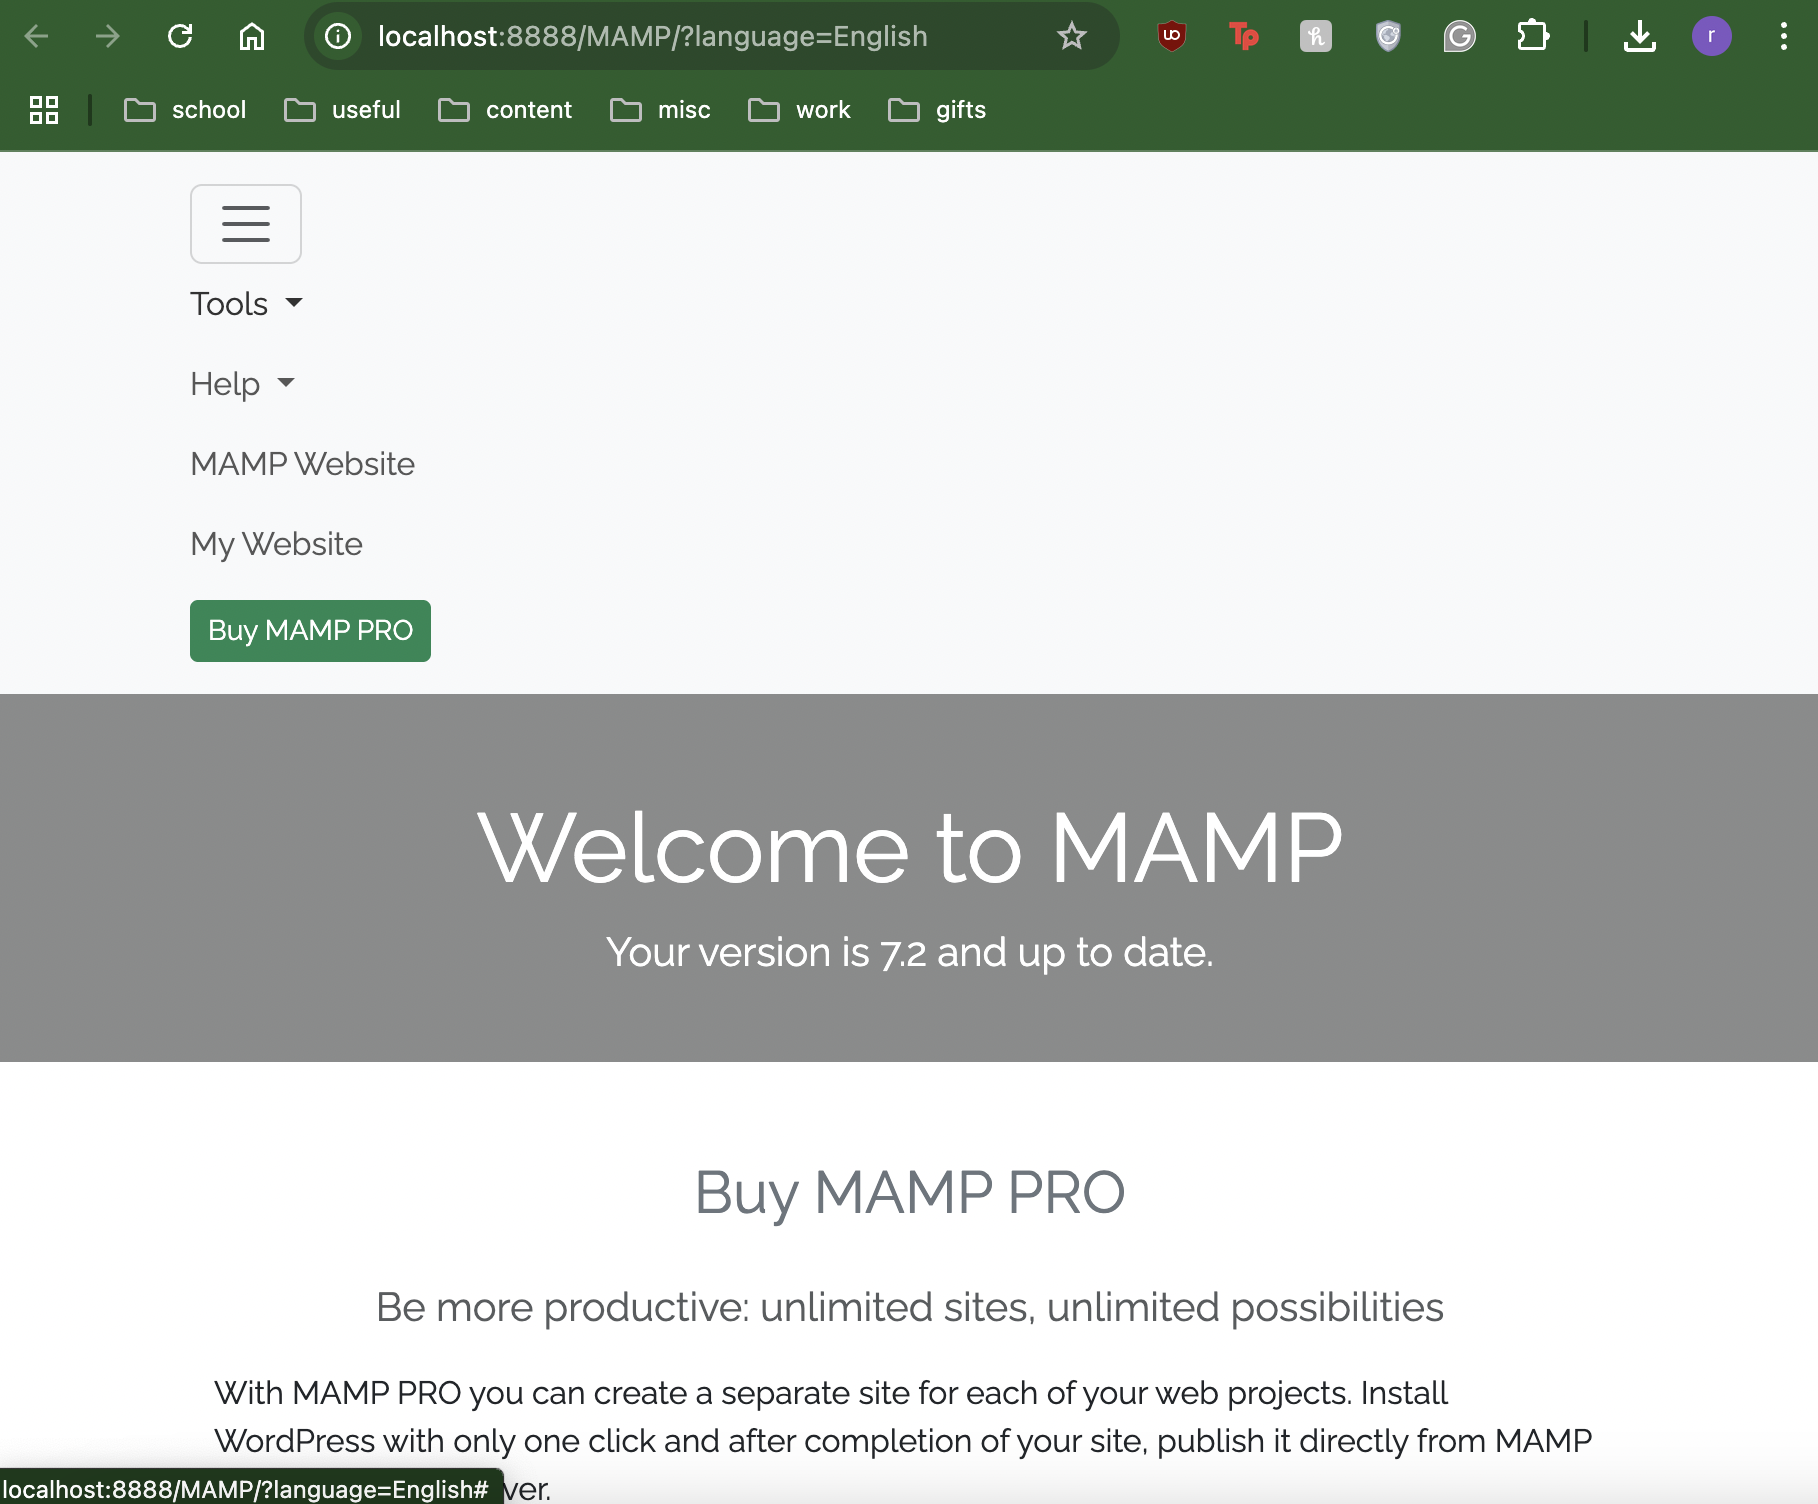 localhost:8888/MAMP/?language=English
r
school useful content misc work gifts
Tools
Help
MAMP Website
My Website
Buy MAMP PRO
Welcome to MAMP
Your version is 7.2 and up to date.
Buy MAMP PRO
Be more productive: unlimited sites, unlimited possibilities
With MAMP PRO you can create a separate site for each of your web projects. Install
WordPress with only one click and after completion of your site, publish it directly from MAMP
localhost:8888/MAMP/?language=English# ver.